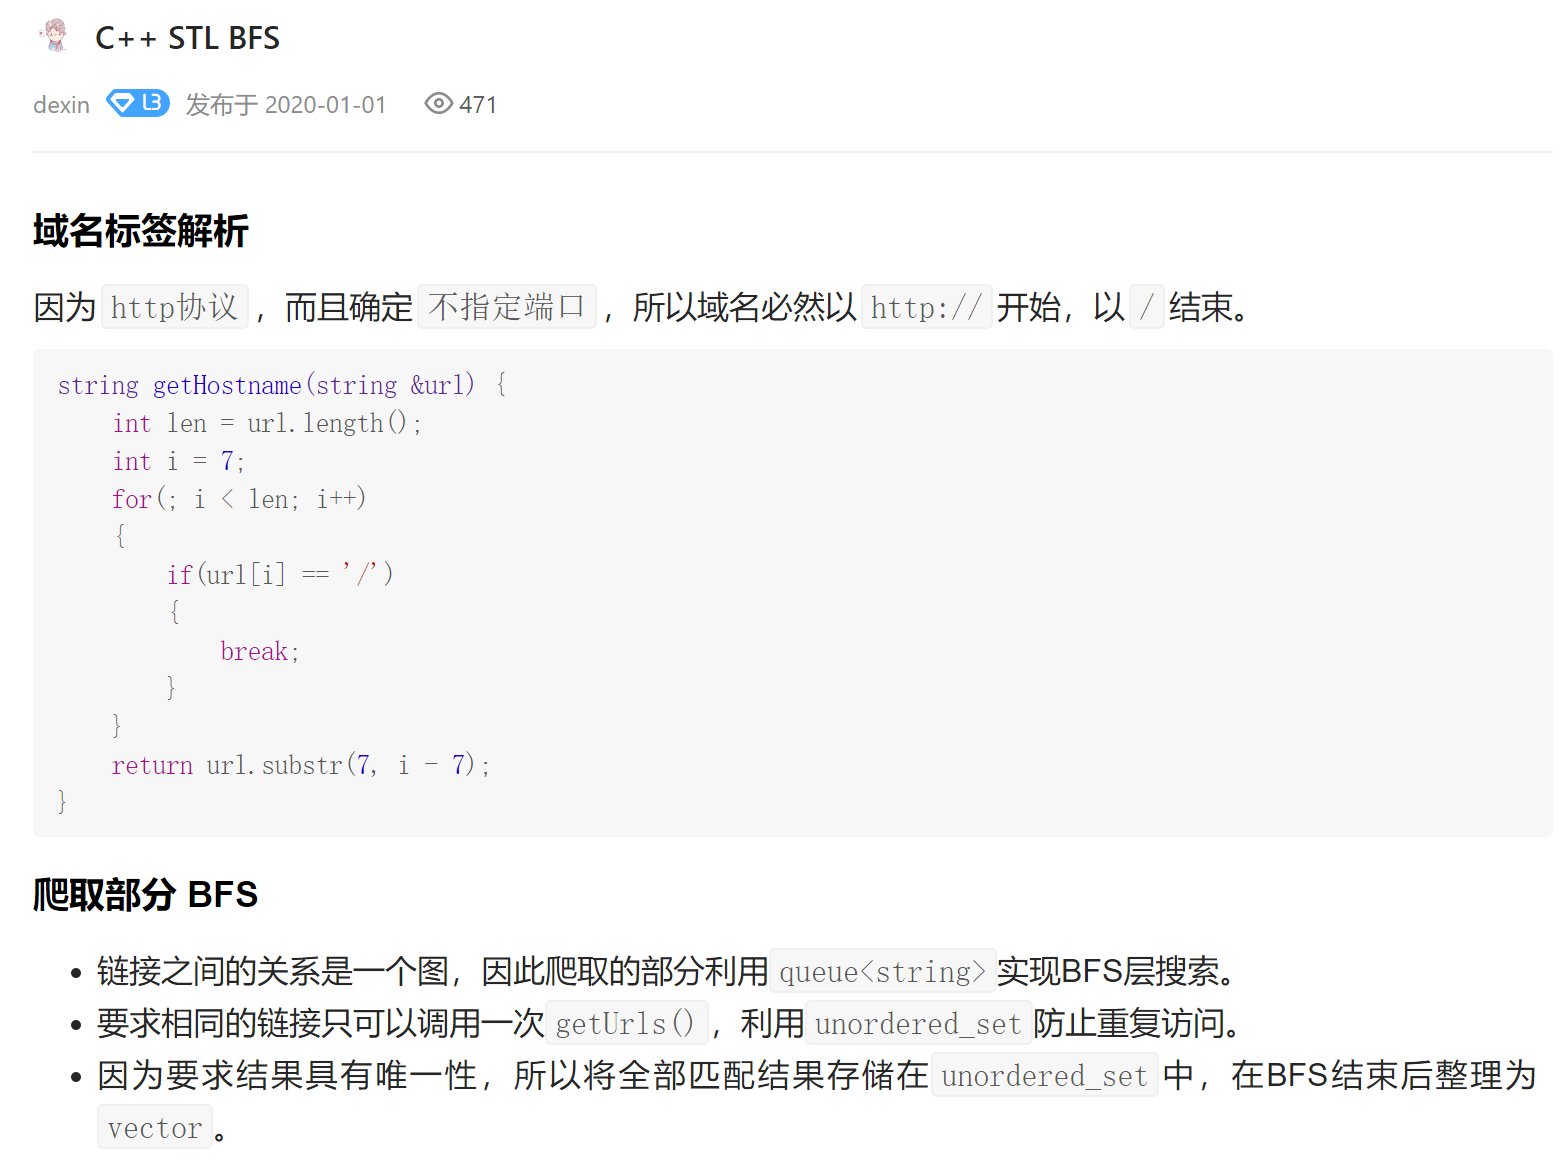 C++ STL BFS
dexin L3 发布于 2020-01-01 471
域名标签解析
因为 http协议 ，而且确定 不指定端口 ，所以域名必然以 http:// 开始，以 / 结束。
string getHostname(string &url) {
    int len = url.length();
    int i = 7;
    for(; i < len; i++)
    {
        if(url[i] == '/')
        {
            break;
        }
    }
    return url.substr(7, i - 7);
}
爬取部分 BFS
• 链接之间的关系是一个图，因此爬取的部分利用 queue<string> 实现BFS层搜索。
• 要求相同的链接只可以调用一次 getUrls() ，利用 unordered_set 防止重复访问。
• 因为要求结果具有唯一性，所以将全部匹配结果存储在 unordered_set 中，在BFS结束后整理为
vector 。